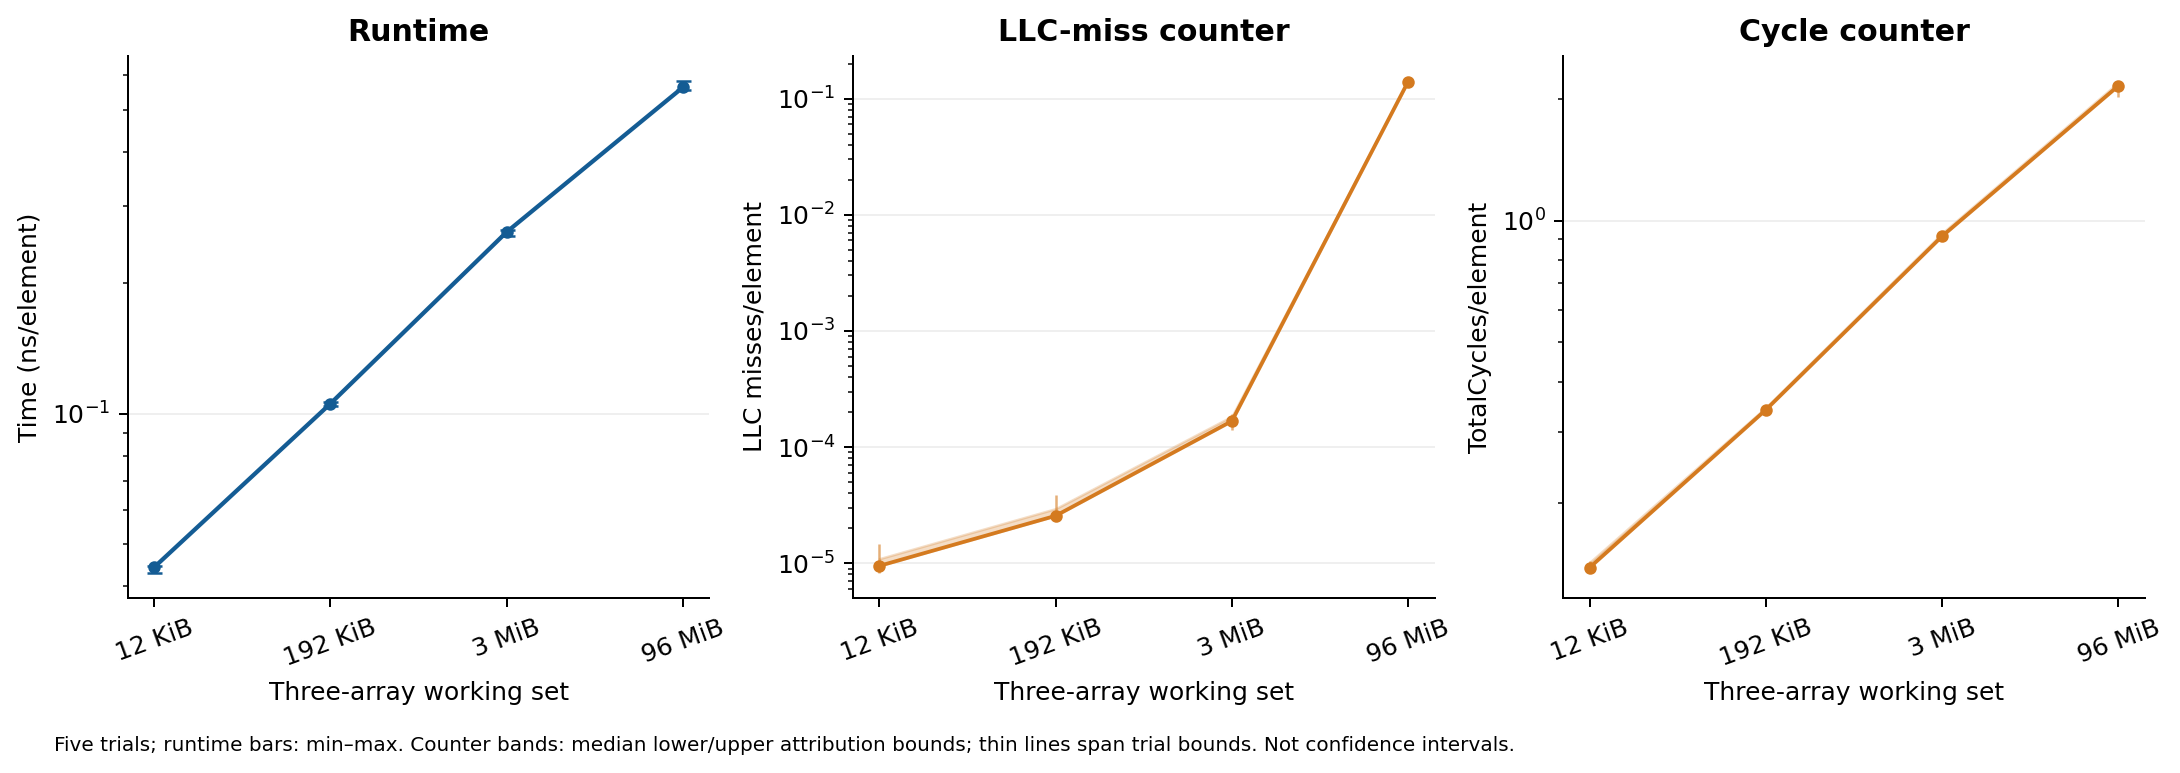 Runtime
LLC-miss counter
Cycle counter
Time (ns/element)
10⁻¹
12 KiB
192 KiB
3 MiB
96 MiB
Three-array working set
LLC misses/element
10⁻¹
10⁻²
10⁻³
10⁻⁴
10⁻⁵
12 KiB
192 KiB
3 MiB
96 MiB
Three-array working set
TotalCycles/element
10⁰
12 KiB
192 KiB
3 MiB
96 MiB
Three-array working set
Five trials; runtime bars: min–max. Counter bands: median lower/upper attribution bounds; thin lines span trial bounds. Not confidence intervals.